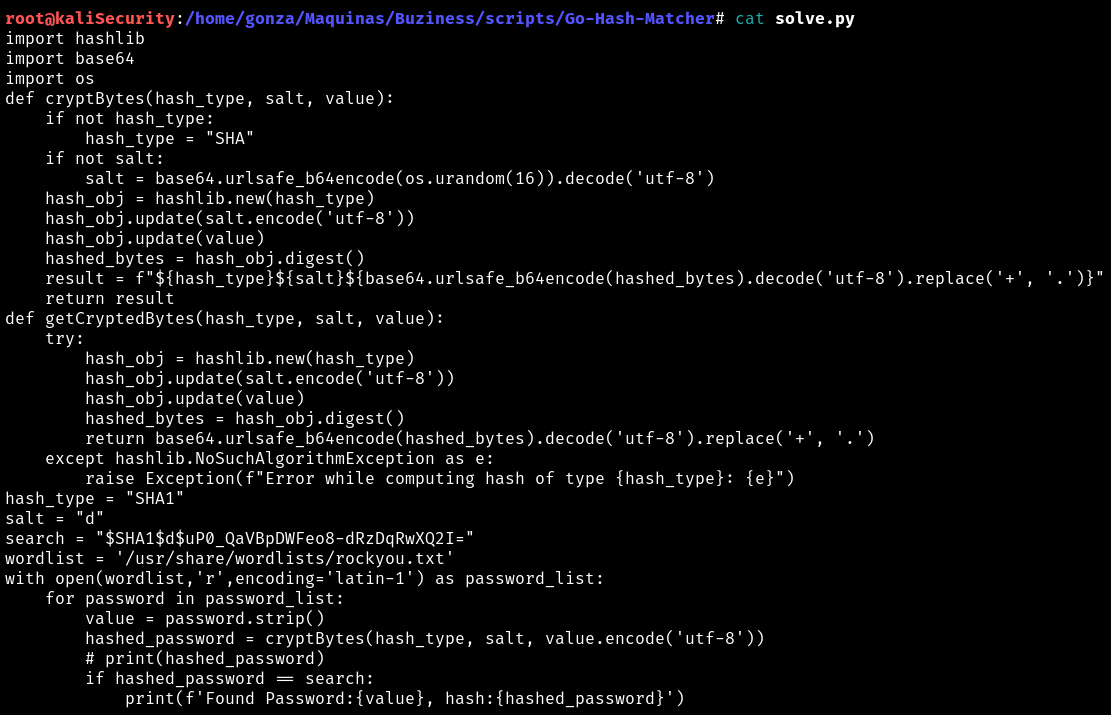 root@kaliSecurity:/home/gonza/Maquinas/Buziness/scripts/Go-Hash-Matcher# cat solve.py
import hashlib
import base64
import os
def cryptBytes(hash_type, salt, value):
    if not hash_type:
        hash_type = "SHA"
    if not salt:
        salt = base64.urlsafe_b64encode(os.urandom(16)).decode('utf-8')
    hash_obj = hashlib.new(hash_type)
    hash_obj.update(salt.encode('utf-8'))
    hash_obj.update(value)
    hashed_bytes = hash_obj.digest()
    result = f"${hash_type}${salt}${base64.urlsafe_b64encode(hashed_bytes).decode('utf-8').replace('+', '.')}"
    return result
def getCryptedBytes(hash_type, salt, value):
    try:
        hash_obj = hashlib.new(hash_type)
        hash_obj.update(salt.encode('utf-8'))
        hash_obj.update(value)
        hashed_bytes = hash_obj.digest()
        return base64.urlsafe_b64encode(hashed_bytes).decode('utf-8').replace('+', '.')
    except hashlib.NoSuchAlgorithmException as e:
        raise Exception(f"Error while computing hash of type {hash_type}: {e}")
hash_type = "SHA1"
salt = "d"
search = "$SHA1$d$uP0_QaVBpDWFeo8-dRzDqRwXQ2I="
wordlist = '/usr/share/wordlists/rockyou.txt'
with open(wordlist,'r',encoding='latin-1') as password_list:
    for password in password_list:
        value = password.strip()
        hashed_password = cryptBytes(hash_type, salt, value.encode('utf-8'))
        # print(hashed_password)
        if hashed_password == search:
            print(f'Found Password:{value}, hash:{hashed_password}')